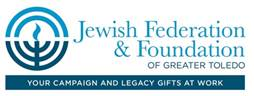 Jewish Federation
& Foundation
OF GREATER TOLEDO
YOUR CAMPAIGN AND LEGACY GIFTS AT WORK